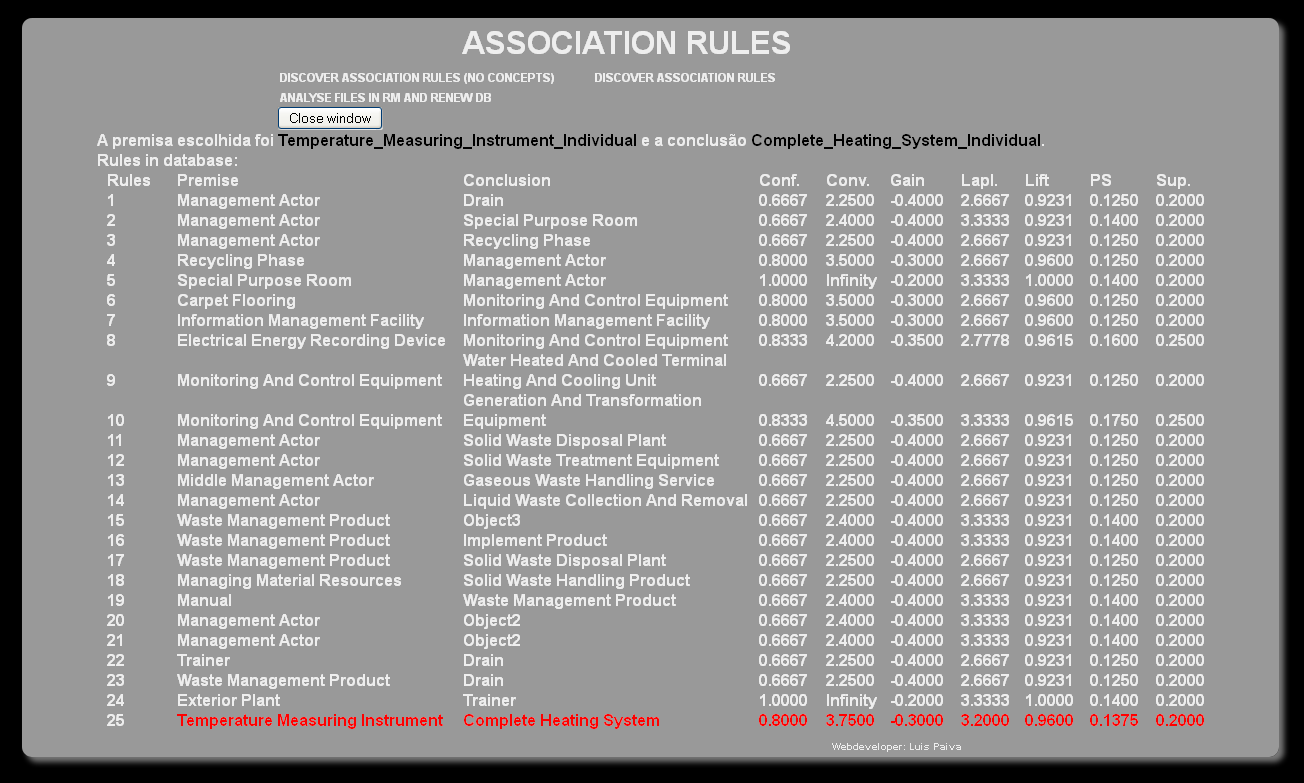 ASSOCIATION RULES
DISCOVER ASSOCIATION RULES (NO CONCEPTS) DISCOVER ASSOCIATION RULES
ANALYSE FILES IN RM AND RENEW DB
Close window
A premisa escolhida foi Temperature_Measuring_Instrument_Individual e a conclusão Complete_Heating_System_Individual.
Rules in database:
Rules Premise Conclusion Conf. Conv. Gain Lapl. Lift PS Sup.
1 Management Actor Drain 0.6667 2.2500 -0.4000 2.6667 0.9231 0.1250 0.2000
2 Management Actor Special Purpose Room 0.6667 2.4000 -0.4000 3.3333 0.9231 0.1400 0.2000
3 Management Actor Recycling Phase 0.6667 2.2500 -0.4000 2.6667 0.9231 0.1250 0.2000
4 Recycling Phase Management Actor 0.8000 3.5000 -0.3000 2.6667 0.9600 0.1250 0.2000
5 Special Purpose Room Management Actor 1.0000 Infinity -0.2000 3.3333 1.0000 0.1400 0.2000
6 Carpet Flooring Monitoring And Control Equipment 0.8000 3.5000 -0.3000 2.6667 0.9600 0.1250 0.2000
7 Information Management Facility Information Management Facility 0.8000 3.5000 -0.3000 2.6667 0.9600 0.1250 0.2000
8 Electrical Energy Recording Device Monitoring And Control Equipment 0.8333 4.2000 -0.3500 2.7778 0.9615 0.1600 0.2500
Water Heated And Cooled Terminal
9 Monitoring And Control Equipment Heating And Cooling Unit 0.6667 2.2500 -0.4000 2.6667 0.9231 0.1250 0.2000
Generation And Transformation
10 Monitoring And Control Equipment Equipment 0.8333 4.5000 -0.3500 3.3333 0.9615 0.1750 0.2500
11 Management Actor Solid Waste Disposal Plant 0.6667 2.2500 -0.4000 2.6667 0.9231 0.1250 0.2000
12 Management Actor Solid Waste Treatment Equipment 0.6667 2.2500 -0.4000 2.6667 0.9231 0.1250 0.2000
13 Middle Management Actor Gaseous Waste Handling Service 0.6667 2.2500 -0.4000 2.6667 0.9231 0.1250 0.2000
14 Management Actor Liquid Waste Collection And Removal 0.6667 2.2500 -0.4000 2.6667 0.9231 0.1250 0.2000
15 Waste Management Product Object3 0.6667 2.4000 -0.4000 3.3333 0.9231 0.1400 0.2000
16 Waste Management Product Implement Product 0.6667 2.4000 -0.4000 3.3333 0.9231 0.1400 0.2000
17 Waste Management Product Solid Waste Disposal Plant 0.6667 2.2500 -0.4000 2.6667 0.9231 0.1250 0.2000
18 Managing Material Resources Solid Waste Handling Product 0.6667 2.2500 -0.4000 2.6667 0.9231 0.1250 0.2000
19 Manual Waste Management Product 0.6667 2.4000 -0.4000 3.3333 0.9231 0.1400 0.2000
20 Management Actor Object2 0.6667 2.4000 -0.4000 3.3333 0.9231 0.1400 0.2000
21 Management Actor Object2 0.6667 2.4000 -0.4000 3.3333 0.9231 0.1400 0.2000
22 Trainer Drain 0.6667 2.2500 -0.4000 2.6667 0.9231 0.1250 0.2000
23 Waste Management Product Drain 0.6667 2.2500 -0.4000 2.6667 0.9231 0.1250 0.2000
24 Exterior Plant Trainer 1.0000 Infinity -0.2000 3.3333 1.0000 0.1400 0.2000
25 Temperature Measuring Instrument Complete Heating System 0.8000 3.7500 -0.3000 3.2000 0.9600 0.1375 0.2000
Webdeveloper: Luis Paiva